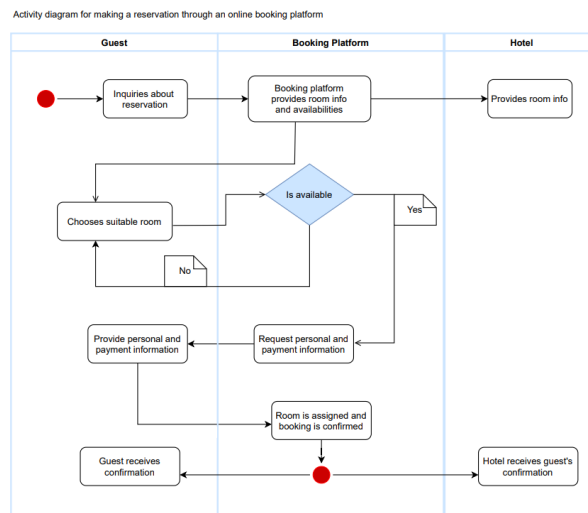 Activity diagram for making a reservation through an online booking platform
Guest
Booking Platform
Hotel
Inquiries about
reservation
Booking platform
provides room info
and availabilities
Provides room info
Chooses suitable room
Is available
Yes
No
Provide personal and
payment information
Request personal and
payment information
Room is assigned and
booking is confirmed
Guest receives
confirmation
Hotel receives guest's
confirmation